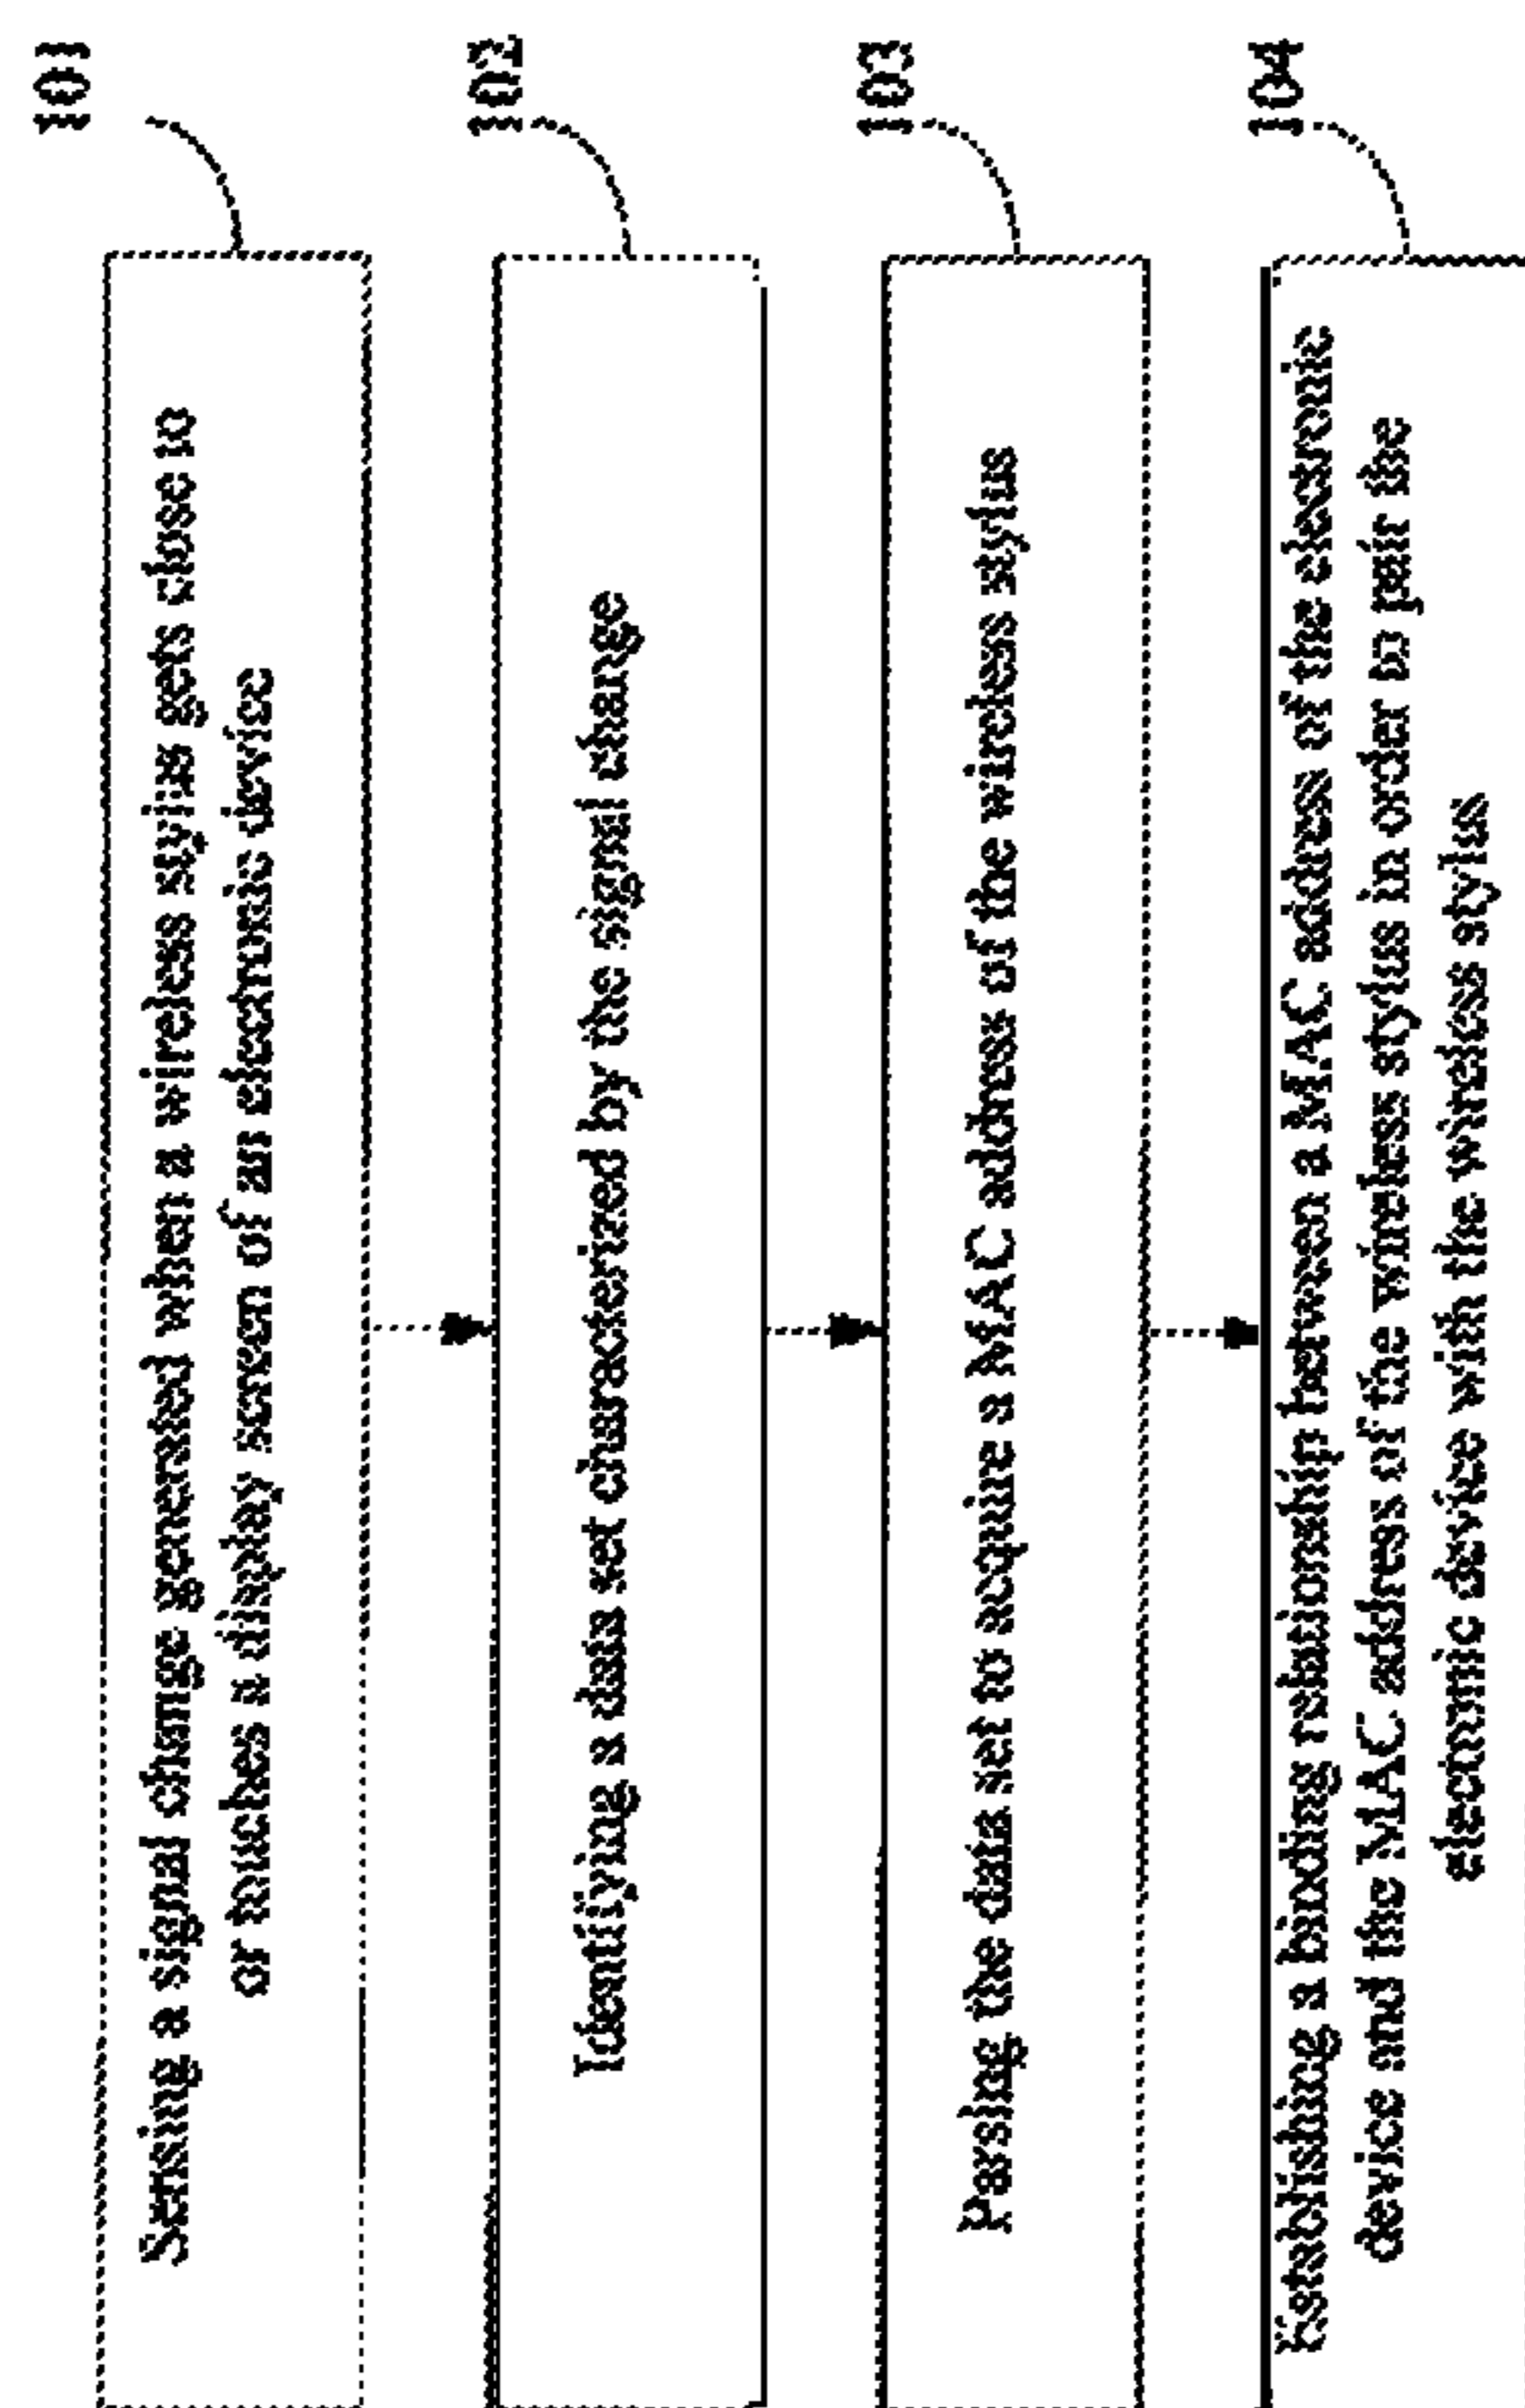 101
Sensing a signal change generated when a wireless stylus gets close to
or touches a display screen of an electronic device
102
Identifying a data set characterized by the signal change
103
Parsing the data set to acquire a MAC address of the wireless stylus
104
Establishing a binding relationship between a MAC address of the electronic
device and the MAC address of the wireless stylus in order to pair the
electronic device with the wireless stylus